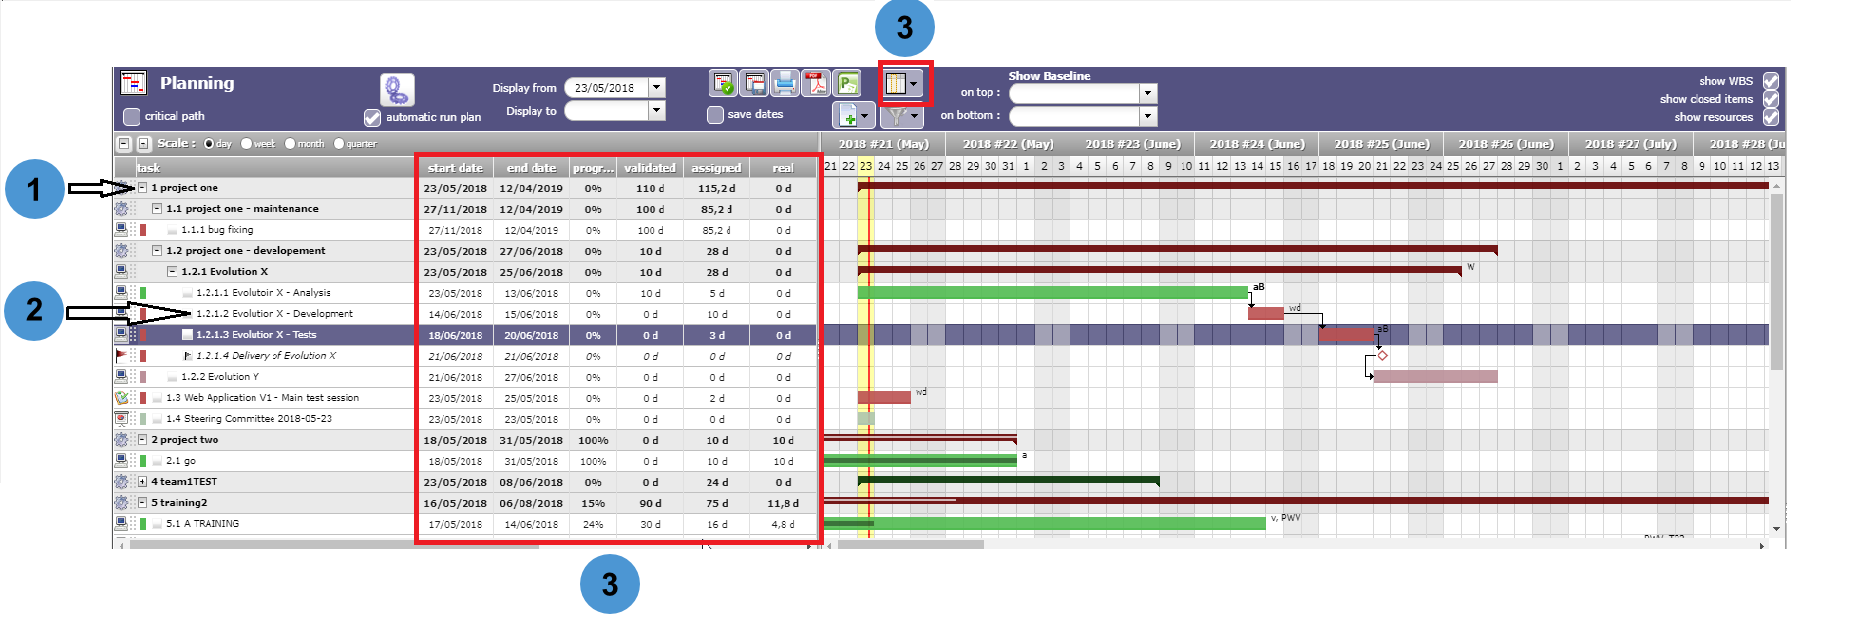 3
Planning
Display from 23/05/2018
Display to
Show Baseline
on top :
on bottom :
show WBS
show closed items
show resources
critical path
automatic run plan
save dates
Scale : day week month quarter
2018 #21 (May) 2018 #22 (May) 2018 #23 (June) 2018 #24 (June) 2018 #25 (June) 2018 #26 (June) 2018 #27 (July) 2018 #28 (Ju
task start date end date progr... validated assigned real
21 22 23 24 25 26 27 28 29 30 31 1 2 3 4 5 6 7 8 9 10 11 12 13 14 15 16 17 18 19 20 21 22 23 24 25 26 27 28 29 30 1 2 3 4 5 6 7 8 9 10 11 12 13
1
1 project one 23/05/2018 12/04/2019 0% 110 d 115,2 d 0 d
1.1 project one - maintenance 27/11/2018 12/04/2019 0% 100 d 85,2 d 0 d
1.1.1 bug fixing 27/11/2018 12/04/2019 0% 100 d 85,2 d 0 d
1.2 project one - developement 23/05/2018 27/06/2018 0% 10 d 28 d 0 d
1.2.1 Evolution X 23/05/2018 25/06/2018 0% 10 d 28 d 0 d W
1.2.1.1 Evolutoir X - Analysis 23/05/2018 13/06/2018 0% 10 d 5 d 0 d aB
2
1.2.1.2 Evolutior X - Development 14/06/2018 15/06/2018 0% 0 d 10 d 0 d wd
1.2.1.3 Evolutior X - Tests 18/06/2018 20/06/2018 0% 0 d 3 d 0 d aB
1.2.1.4 Delivery of Evolution X 21/06/2018 21/06/2018 0% 0 d 0 d 0 d
1.2.2 Evolution Y 21/06/2018 27/06/2018 0% 0 d 0 d 0 d
1.3 Web Application V1 - Main test session 23/05/2018 25/05/2018 0% 0 d 2 d 0 d wd
1.4 Steering Committee 2018-05-23 23/05/2018 23/05/2018 0% 0 d 0 d 0 d
2 project two 18/05/2018 31/05/2018 100% 0 d 10 d 10 d
2.1 go 18/05/2018 31/05/2018 100% 0 d 10 d 10 d a
4 team1TEST 23/05/2018 08/06/2018 0% 0 d 24 d 0 d
5 training2 16/05/2018 06/08/2018 15% 90 d 75 d 11,8 d
5.1 A TRAINING 17/05/2018 14/06/2018 24% 30 d 16 d 4,8 d v, PWV
3